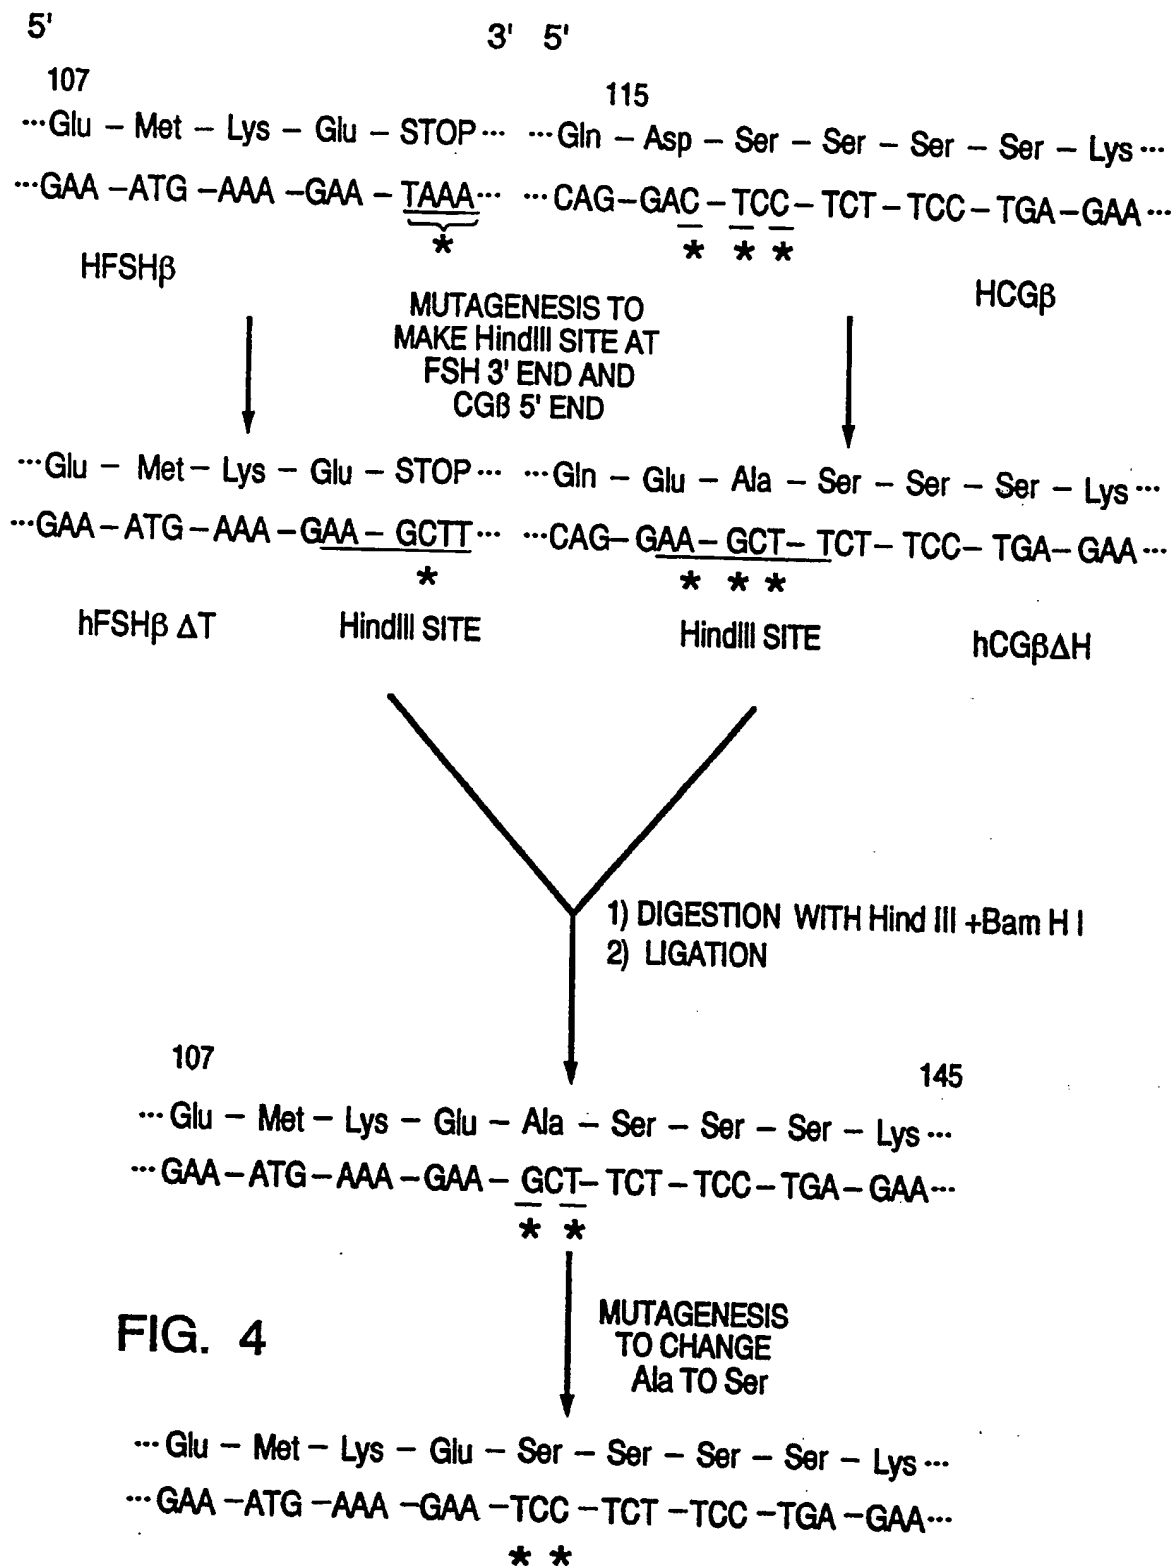 5'
3' 5'
107
115
···Glu – Met – Lys – Glu – STOP··· ···Gln – Asp – Ser – Ser – Ser – Ser – Lys···
···GAA –ATG –AAA –GAA – TAAA··· ···CAG–GAC – TCC– TCT – TCC – TGA –GAA···
* * * *
HFSHβ
HCGβ
MUTAGENESIS TO
MAKE HindIII SITE AT
FSH 3' END AND
CGβ 5' END
···Glu – Met – Lys – Glu – STOP··· ···Gln – Glu – Ala – Ser – Ser – Ser – Lys···
···GAA– ATG –AAA –GAA – GCTT··· ···CAG– GAA– GCT– TCT– TCC– TGA– GAA···
* * * *
hFSHβ ΔT
HindIII SITE
HindIII SITE
hCGβΔH
1) DIGESTION WITH Hind III +Bam H I
2) LIGATION
107
145
···Glu – Met – Lys – Glu – Ala – Ser – Ser – Ser – Lys···
···GAA–ATG–AAA –GAA– GCT– TCT –TCC –TGA –GAA···
* *
MUTAGENESIS
TO CHANGE
Ala TO Ser
FIG. 4
···Glu – Met – Lys – Glu – Ser – Ser – Ser – Ser – Lys···
···GAA –ATG –AAA –GAA –TCC –TCT –TCC –TGA –GAA···
* *